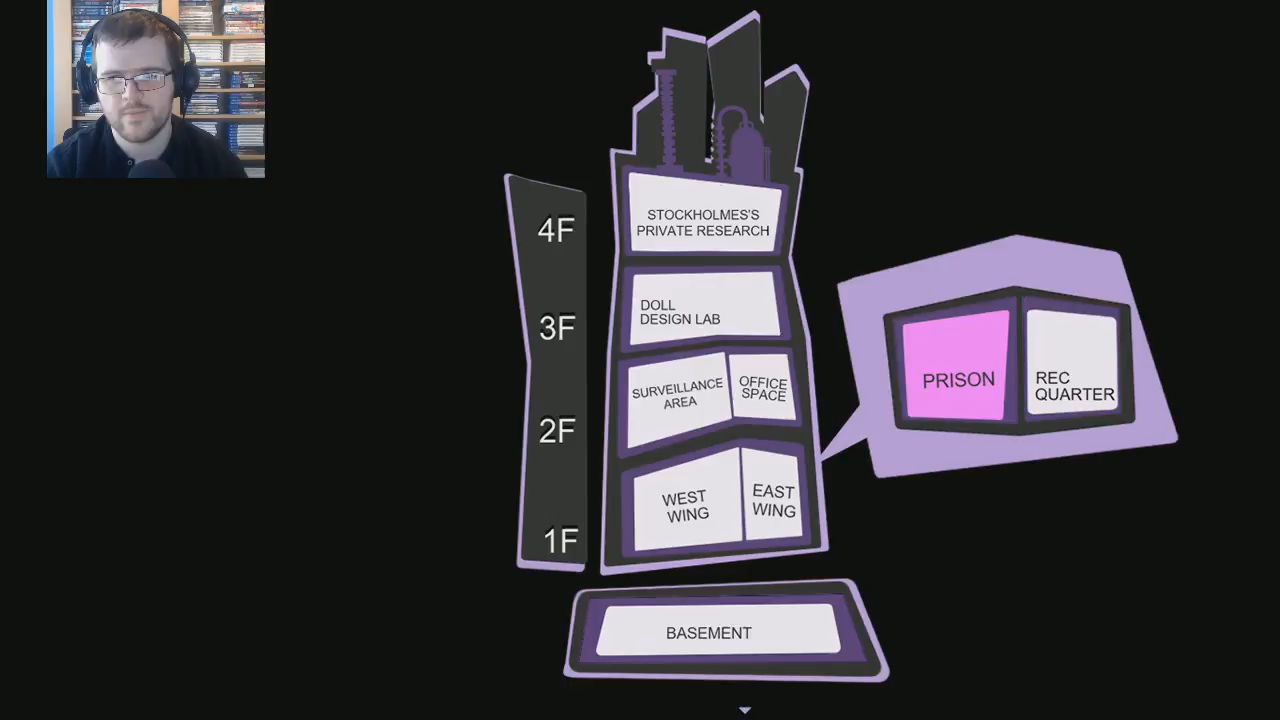 4F
STOCKHOLMES'S
PRIVATE RESEARCH
3F
DOLL
DESIGN LAB
2F
SURVEILLANCE
AREA
OFFICE
SPACE
PRISON
REC
QUARTER
1F
WEST
WING
EAST
WING
BASEMENT